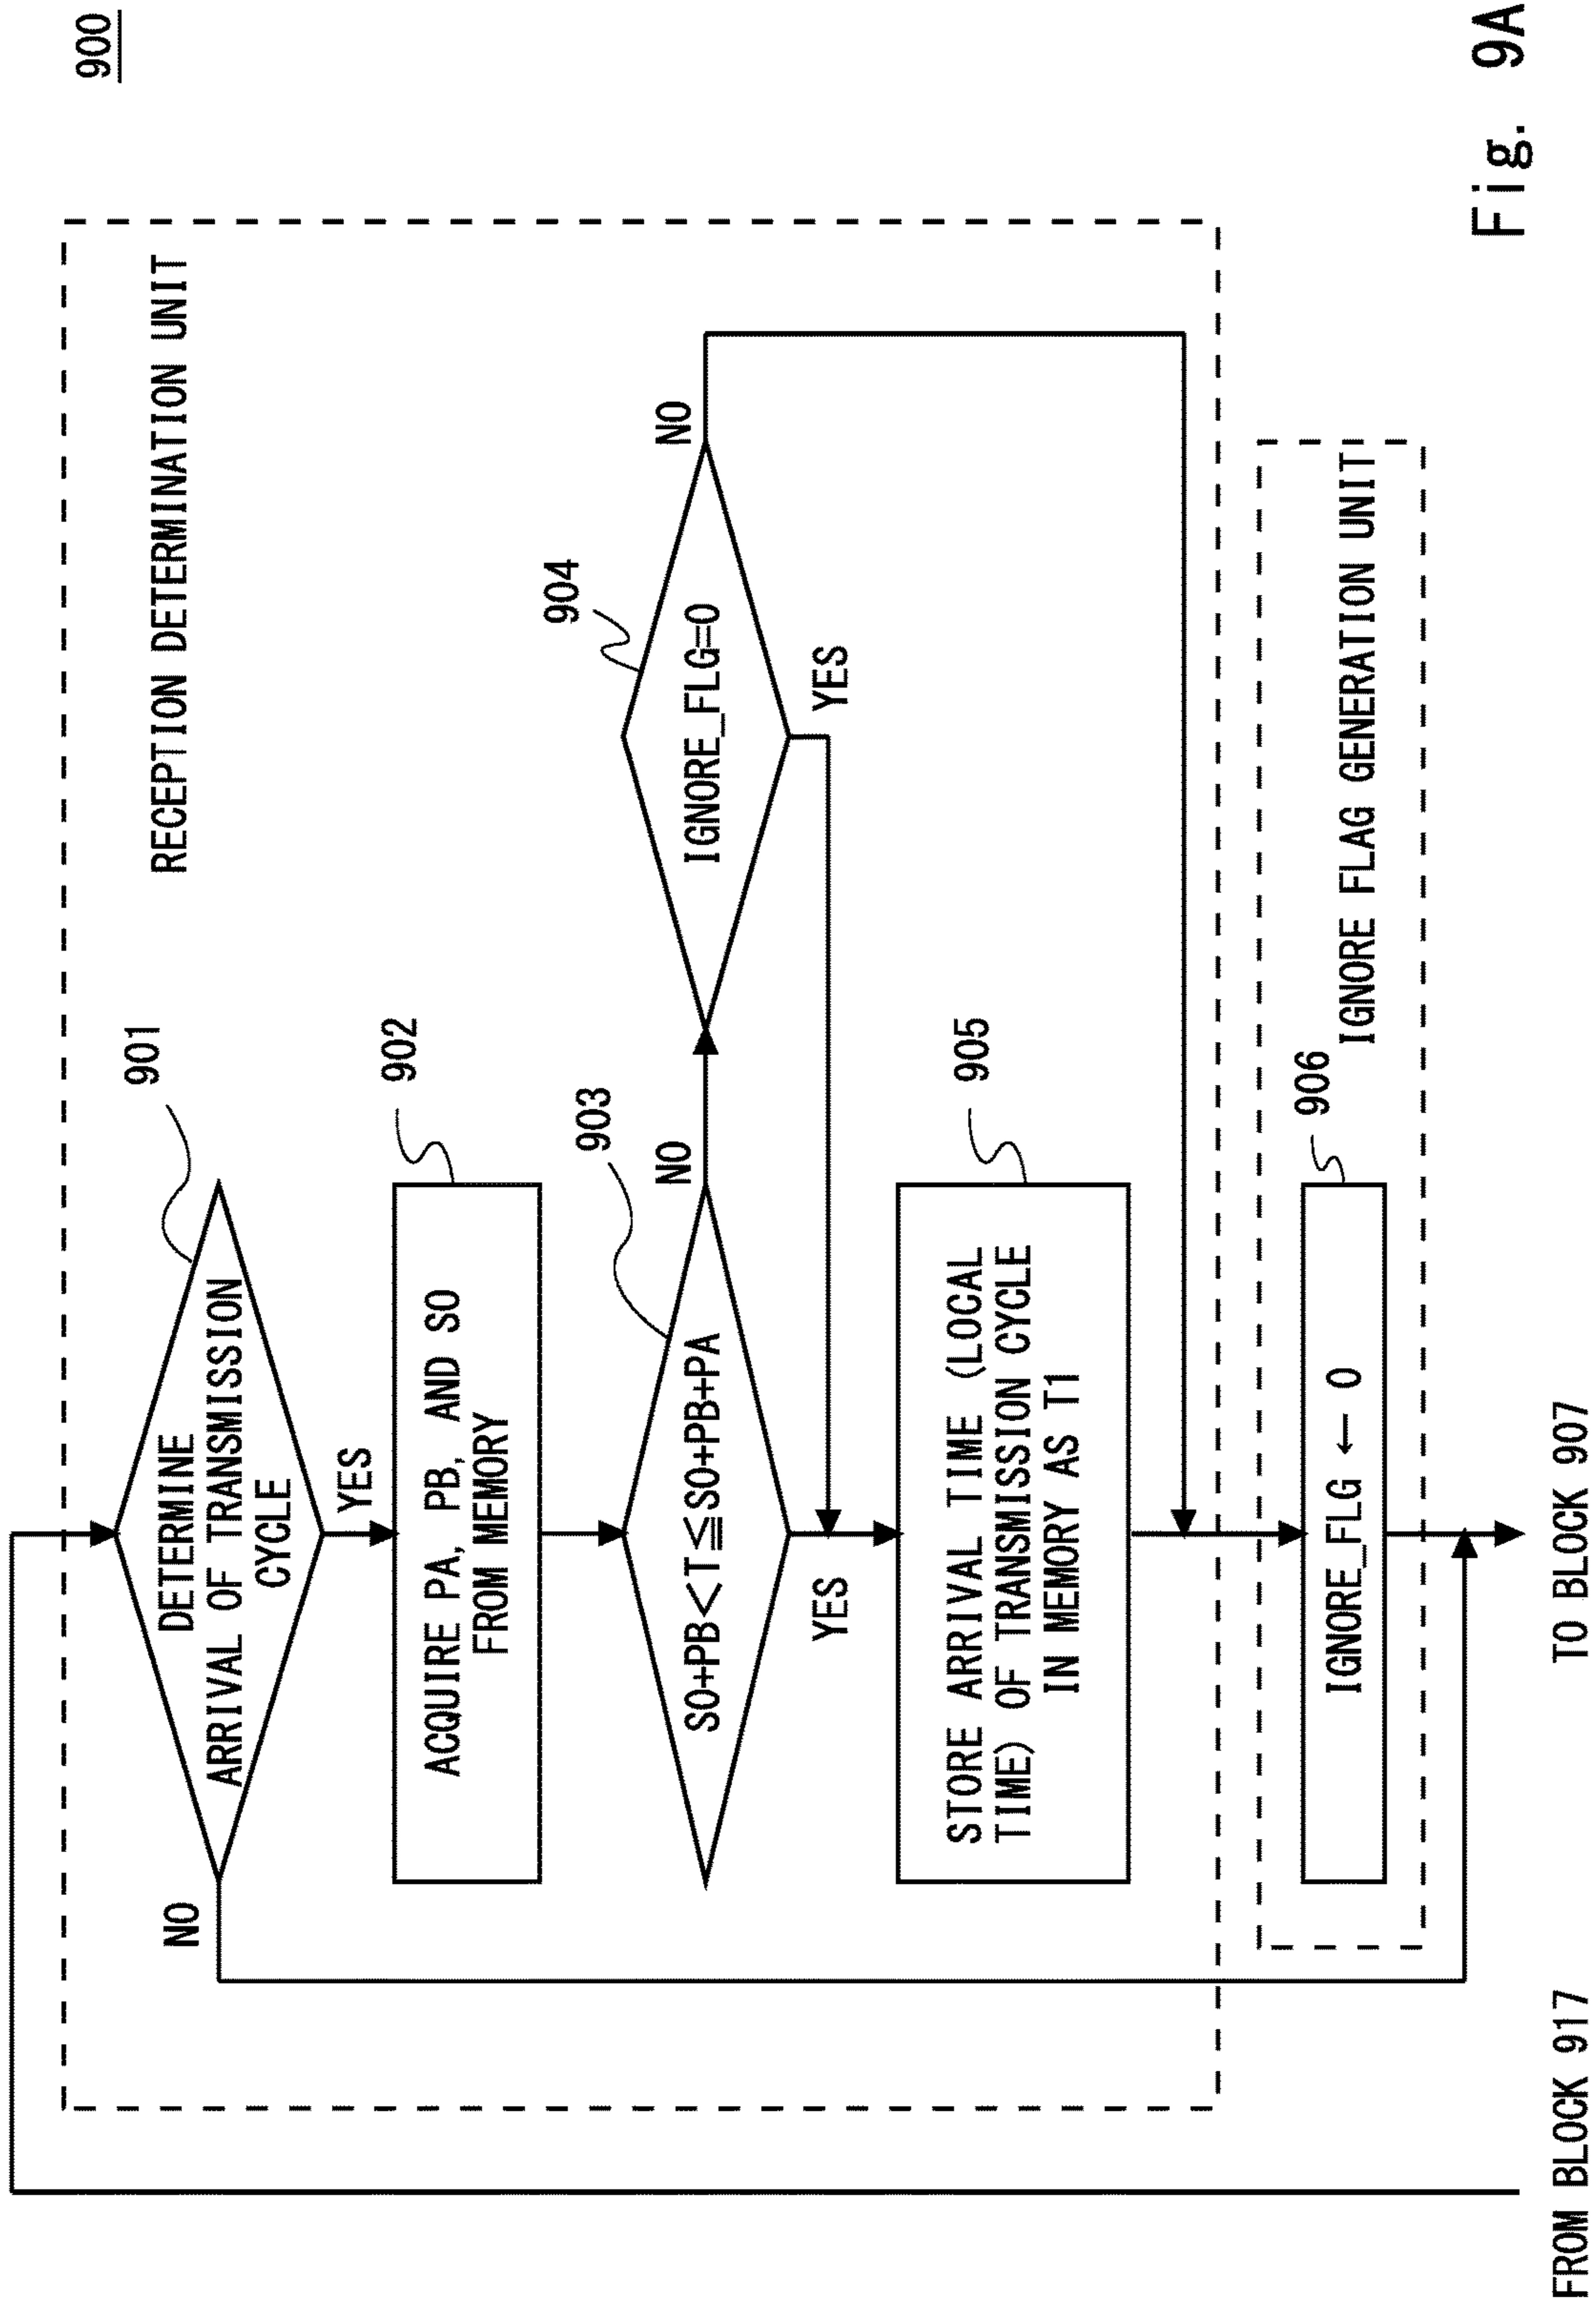 900
RECEPTION DETERMINATION UNIT
901
DETERMINE
ARRIVAL OF TRANSMISSION
CYCLE
NO
YES
902
ACQUIRE PA, PB, AND SO
FROM MEMORY
903
SO+PB<T≦SO+PB+PA
NO
YES
904
IGNORE_FLG=0
NO
YES
905
STORE ARRIVAL TIME (LOCAL
TIME) OF TRANSMISSION CYCLE
IN MEMORY AS T1
IGNORE FLAG GENERATION UNIT
906
IGNORE_FLG ← 0
FROM BLOCK 917
TO BLOCK 907
Fig. 9A